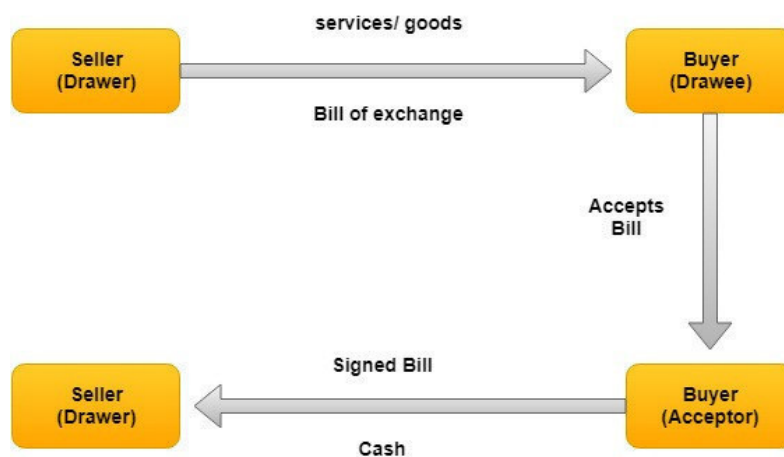 services/ goods
Seller
(Drawer)
Buyer
(Drawee)
Bill of exchange
Accepts
Bill
Signed Bill
Seller
(Drawer)
Buyer
(Acceptor)
Cash